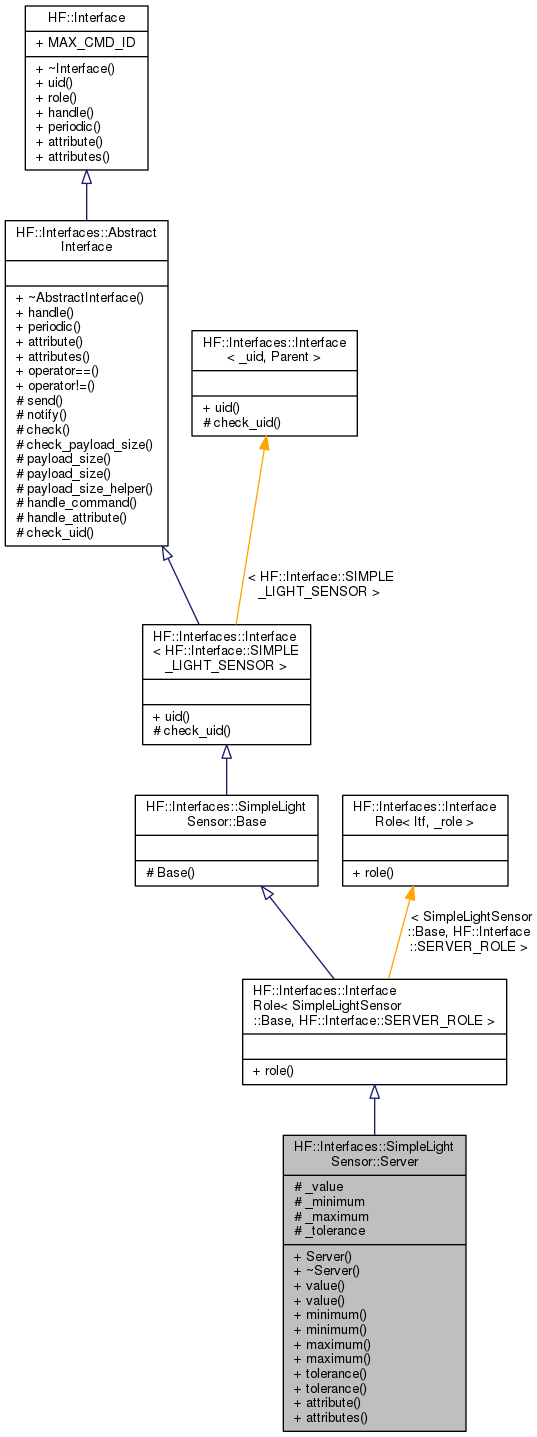 HF::Interface
+ MAX_CMD_ID
+ ~Interface()
+ uid()
+ role()
+ handle()
+ periodic()
+ attribute()
+ attributes()
HF::Interfaces::Abstract
Interface
+ ~AbstractInterface()
+ handle()
+ periodic()
+ attribute()
+ attributes()
+ operator==()
+ operator!=()
# send()
# notify()
# check()
# check_payload_size()
# payload_size()
# payload_size()
# payload_size_helper()
# handle_command()
# handle_attribute()
# check_uid()
HF::Interfaces::Interface
< _uid, Parent >
+ uid()
# check_uid()
< HF::Interface::SIMPLE
_LIGHT_SENSOR >
HF::Interfaces::Interface
< HF::Interface::SIMPLE
_LIGHT_SENSOR >
+ uid()
# check_uid()
HF::Interfaces::SimpleLight
Sensor::Base
# Base()
HF::Interfaces::Interface
Role< Itf, _role >
+ role()
< SimpleLightSensor
::Base, HF::Interface
::SERVER_ROLE >
HF::Interfaces::Interface
Role< SimpleLightSensor
::Base, HF::Interface::SERVER_ROLE >
+ role()
HF::Interfaces::SimpleLight
Sensor::Server
# _value
# _minimum
# _maximum
# _tolerance
+ Server()
+ ~Server()
+ value()
+ value()
+ minimum()
+ minimum()
+ maximum()
+ maximum()
+ tolerance()
+ tolerance()
+ attribute()
+ attributes()